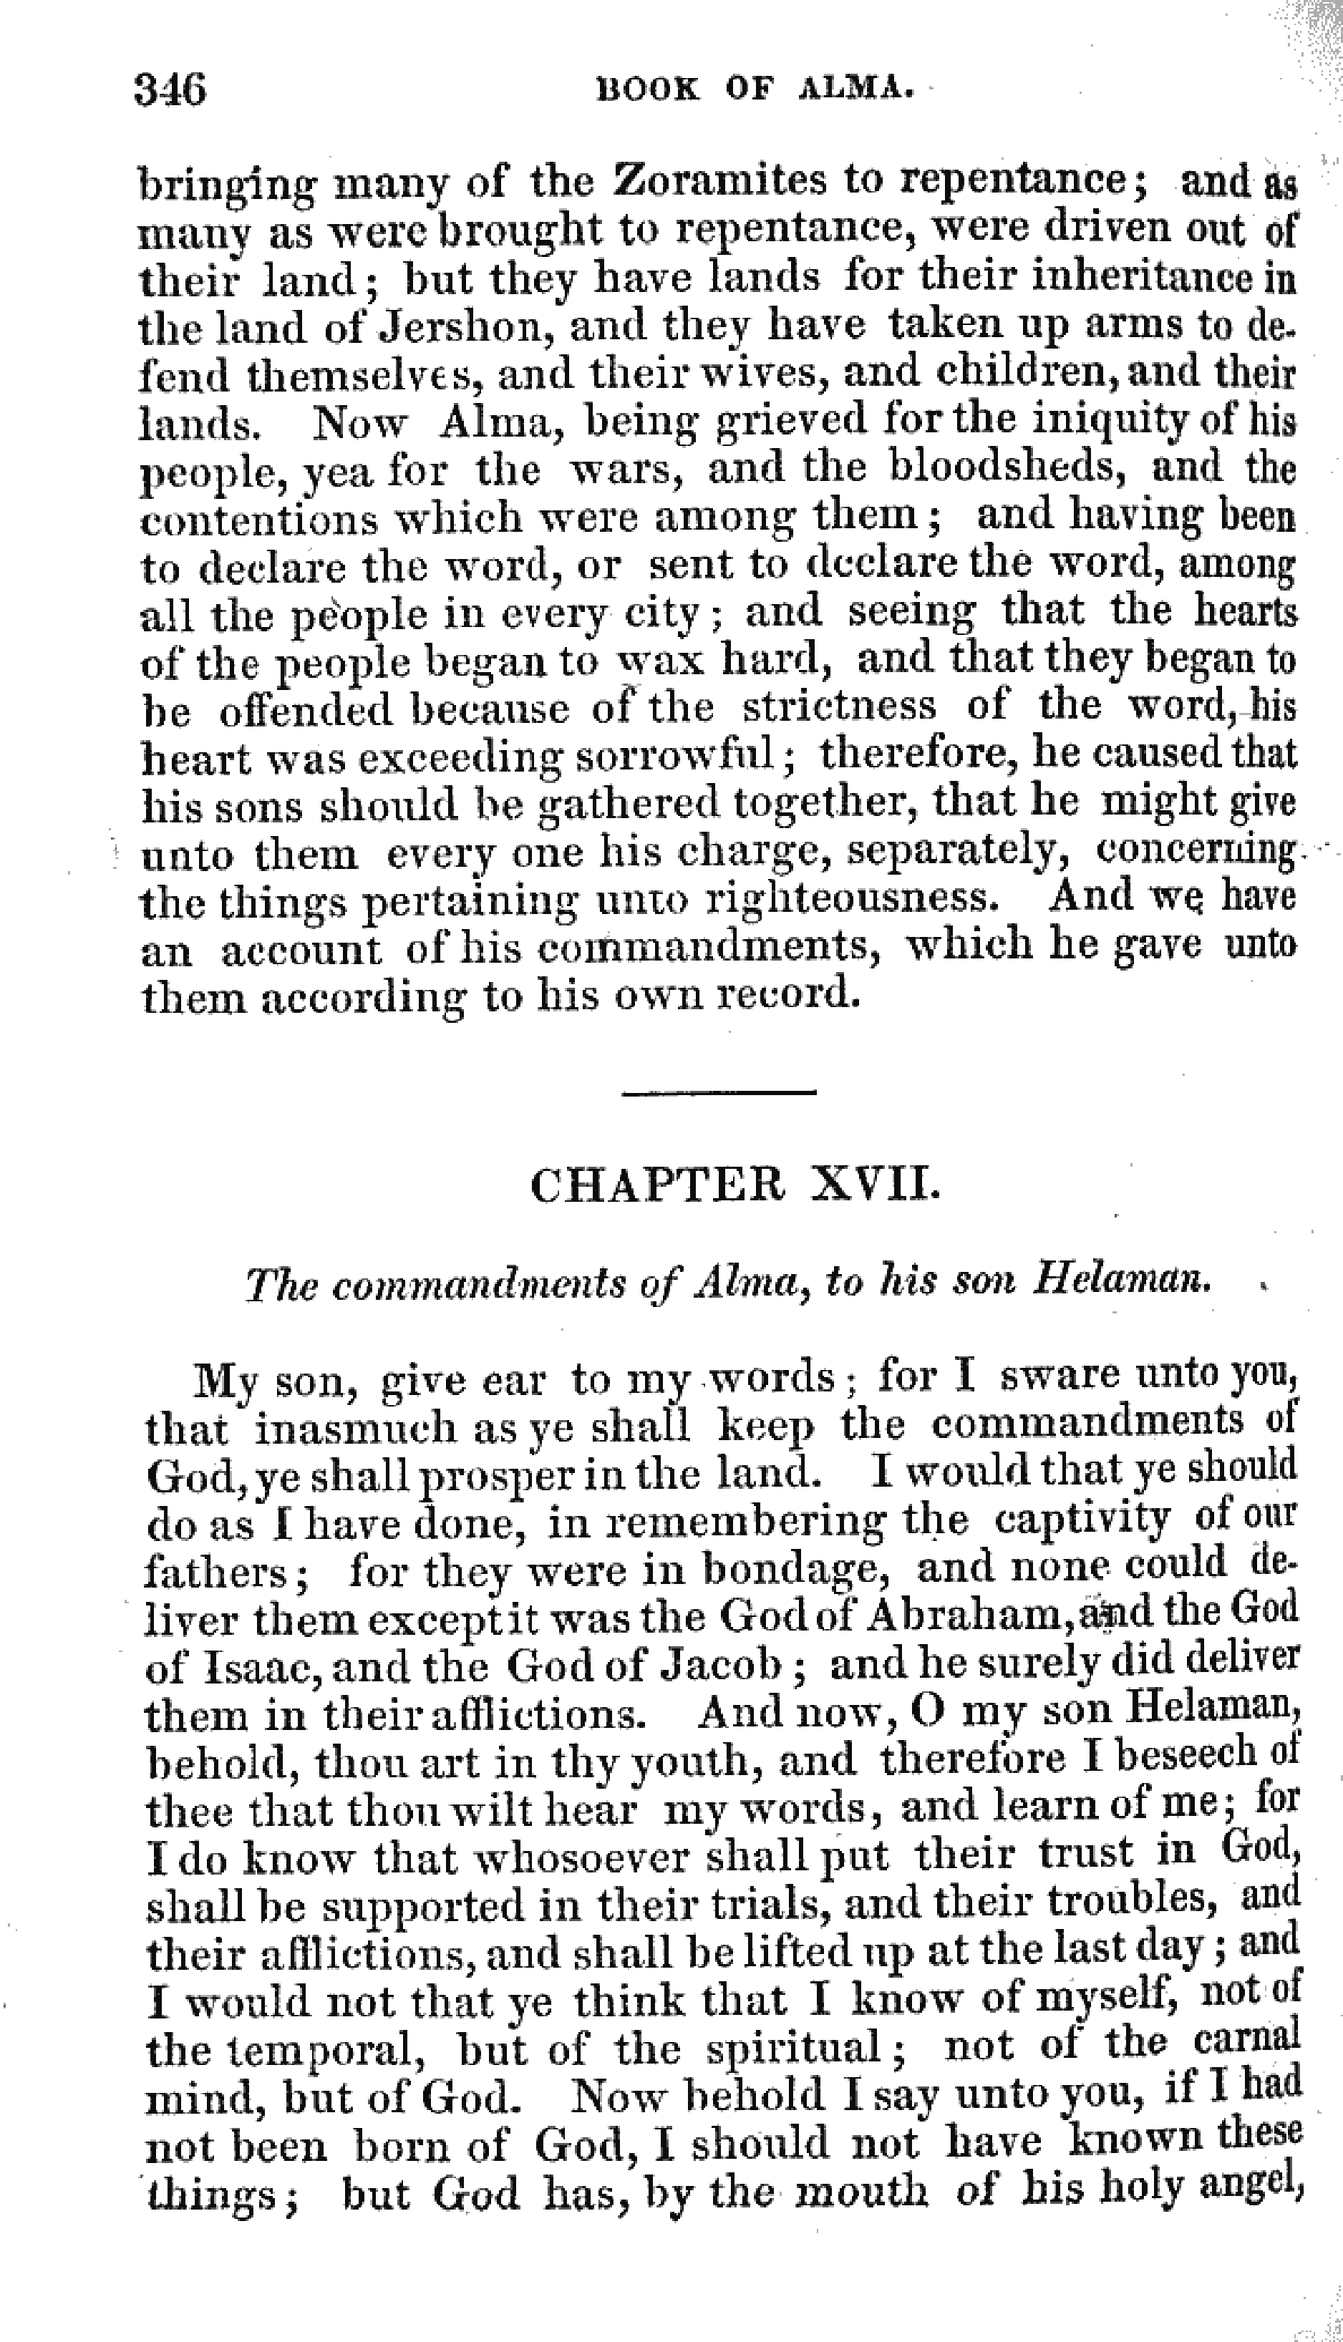 346 BOOK OF ALMA.
bringing many of the Zoramites to repentance; and as
many as were brought to repentance, were driven out of
their land; but they have lands for their inheritance in
the land of Jershon, and they have taken up arms to de-
fend themselves, and their wives, and children, and their
lands. Now Alma, being grieved for the iniquity of his
people, yea for the wars, and the bloodsheds, and the
contentions which were among them; and having been
to declare the word, or sent to declare the word, among
all the people in every city; and seeing that the hearts
of the people began to wax hard, and that they began to
be offended because of the strictness of the word, his
heart was exceeding sorrowful; therefore, he caused that
his sons should be gathered together, that he might give
unto them every one his charge, separately, concerning
the things pertaining unto righteousness. And we have
an account of his commandments, which he gave unto
them according to his own record.
CHAPTER XVII.
The commandments of Alma, to his son Helaman.
My son, give ear to my words; for I sware unto you,
that inasmuch as ye shall keep the commandments of
God, ye shall prosper in the land. I would that ye should
do as I have done, in remembering the captivity of our
fathers; for they were in bondage, and none could de-
liver them except it was the God of Abraham, and the God
of Isaac, and the God of Jacob; and he surely did deliver
them in their afflictions. And now, O my son Helaman,
behold, thou art in thy youth, and therefore I beseech of
thee that thou wilt hear my words, and learn of me; for
I do know that whosoever shall put their trust in God,
shall be supported in their trials, and their troubles, and
their afflictions, and shall be lifted up at the last day; and
I would not that ye think that I know of myself, not of
the temporal, but of the spiritual; not of the carnal
mind, but of God. Now behold I say unto you, if I had
not been born of God, I should not have known these
things; but God has, by the mouth of his holy angel,